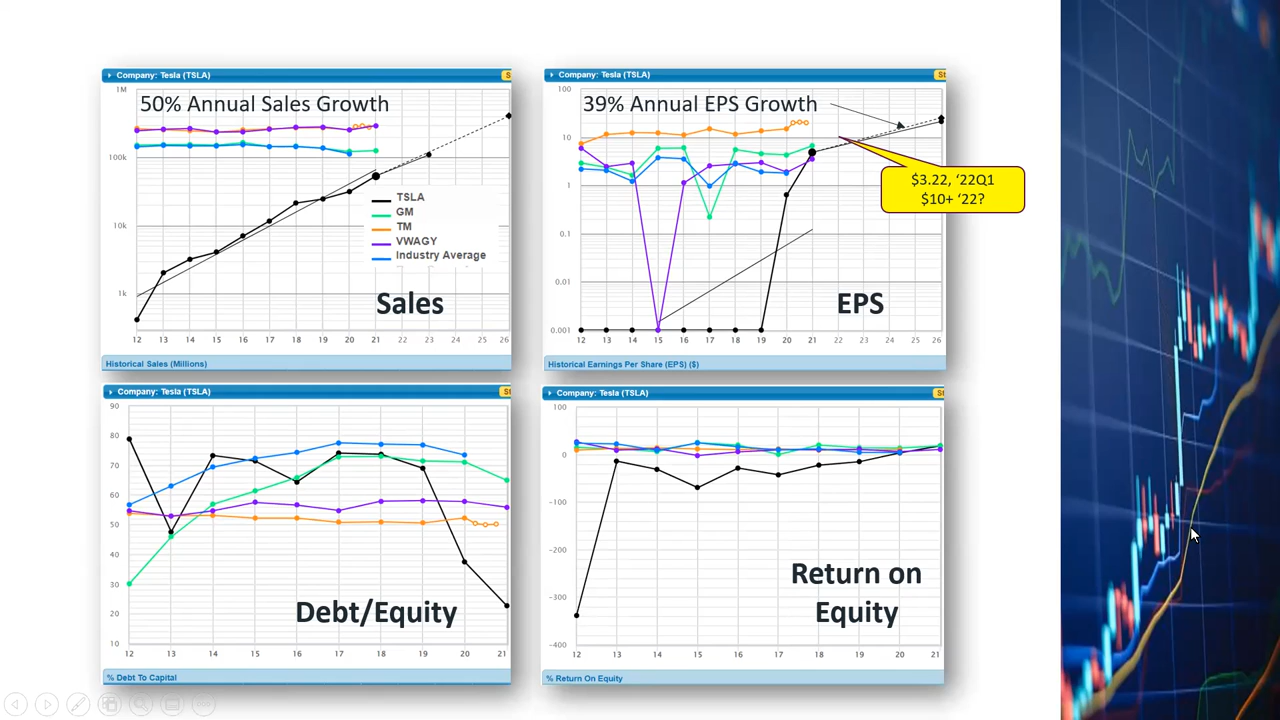 Company: Tesla (TSLA)
50% Annual Sales Growth
1M
100k
10k
1k
TSLA
GM
TM
VWAGY
Industry Average
Sales
12 13 14 15 16 17 18 19 20 21 22 23 24 25 26
Historical Sales (Millions)
Company: Tesla (TSLA)
39% Annual EPS Growth
100
10
1
0.1
0.01
0.001
$3.22, ‘22Q1
$10+ ‘22?
EPS
12 13 14 15 16 17 18 19 20 21 22 23 24 25 26
Historical Earnings Per Share (EPS) ($)
Company: Tesla (TSLA)
90
80
70
60
50
40
30
20
10
Debt/Equity
12 13 14 15 16 17 18 19 20 21
% Debt To Capital
Company: Tesla (TSLA)
100
0
-100
-200
-300
-400
Return on
Equity
12 13 14 15 16 17 18 19 20 21
% Return On Equity